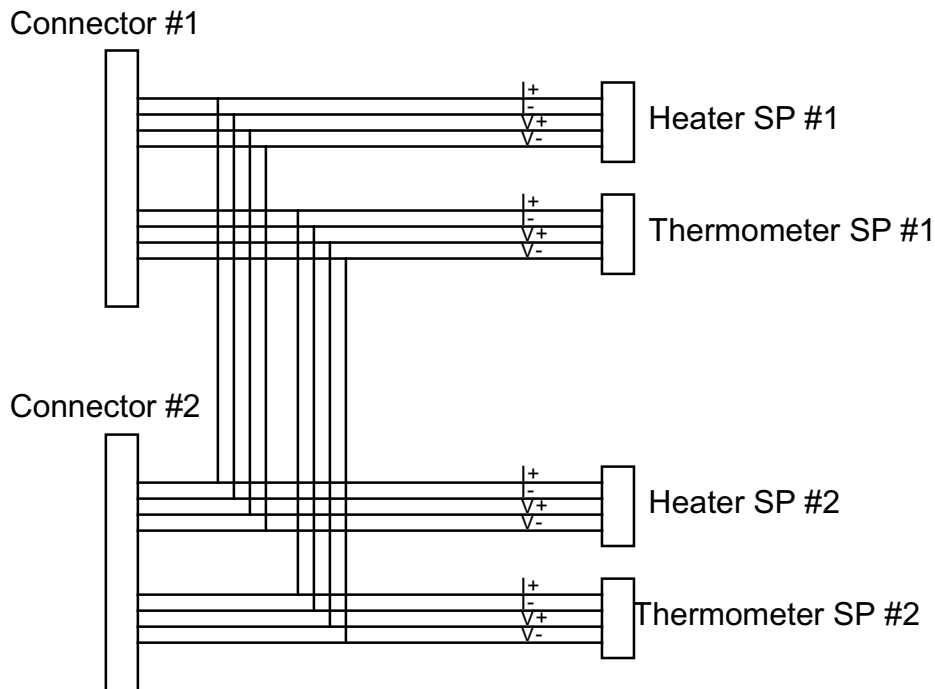 Connector #1
I+
I-
V+
V-
Heater SP #1
I+
I-
V+
V-
Thermometer SP #1
Connector #2
I+
I-
V+
V-
Heater SP #2
I+
I-
V+
V-
Thermometer SP #2